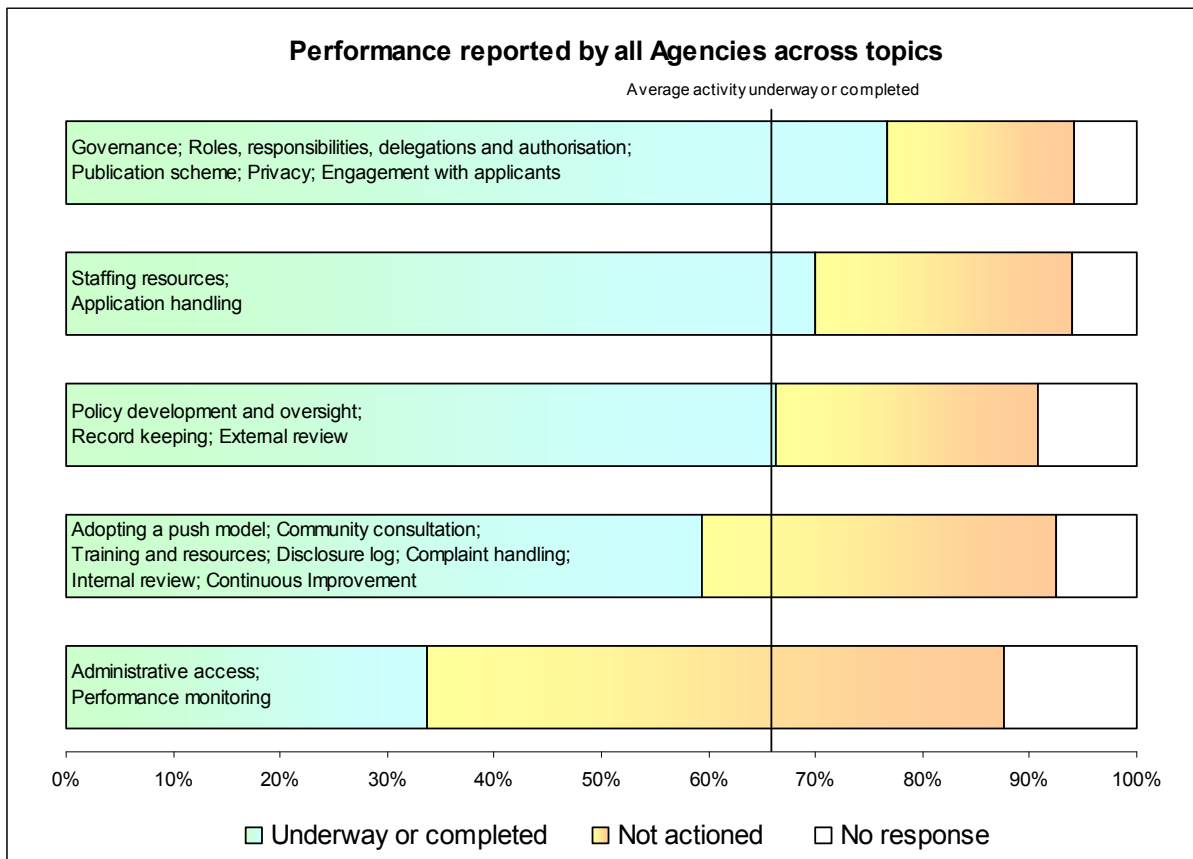 Performance reported by all Agencies across topics
Average activity underway or completed
Governance; Roles, responsibilities, delegations and authorisation;
Publication scheme; Privacy; Engagement with applicants
Staffing resources;
Application handling
Policy development and oversight;
Record keeping; External review
Adopting a push model; Community consultation;
Training and resources; Disclosure log; Complaint handling;
Internal review; Continuous Improvement
Administrative access;
Performance monitoring
0% 10% 20% 30% 40% 50% 60% 70% 80% 90% 100%
Underway or completed Not actioned No response